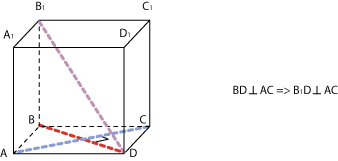 B₁ C₁
A₁ D₁
BD⊥AC => B₁D⊥AC
B C
A D